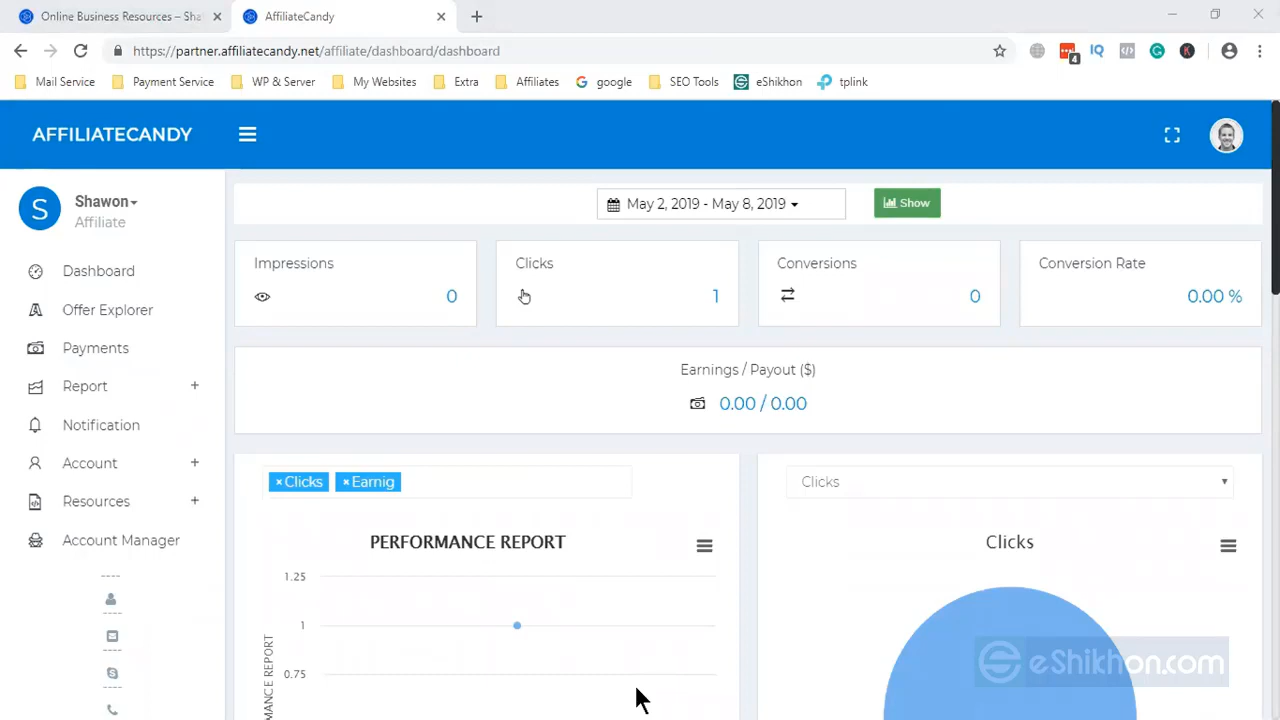 Online Business Resources – Sha
AffiliateCandy
https://partner.affiliatecandy.net/affiliate/dashboard/dashboard
4
IQ
K
Mail Service
Payment Service
WP & Server
My Websites
Extra
Affiliates
google
SEO Tools
eShikhon
tplink
AFFILIATECANDY
S
Shawon
Affiliate
May 2, 2019 - May 8, 2019
Show
Dashboard
Offer Explorer
Payments
Report +
Notification
Account +
Resources +
Account Manager
Impressions
0
Clicks
1
Conversions
0
Conversion Rate
0.00 %
Earnings / Payout ($)
0.00 / 0.00
×Clicks ×Earnig
Clicks
PERFORMANCE REPORT
1.25
1
0.75
MANCE REPORT
Clicks
eShikhon.com